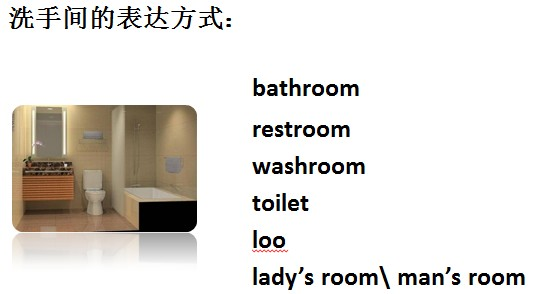 洗手间的表达方式：
bathroom
restroom
washroom
toilet
loo
lady’s room\ man’s room